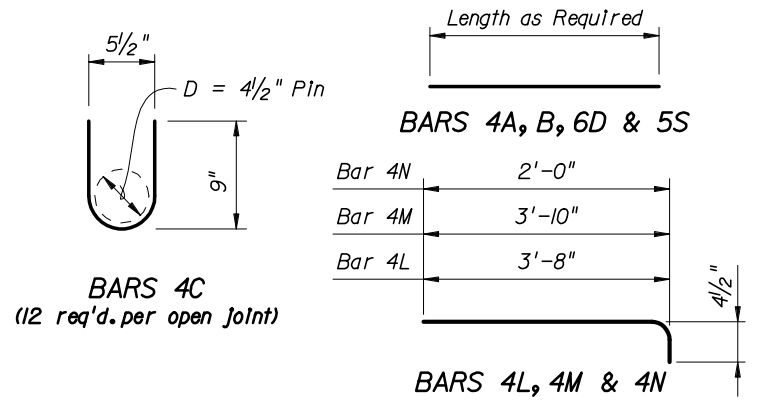 5½"
D = 4½" Pin
9"
BARS 4C
(12 req'd. per open joint)
Length as Required
BARS 4A, B, 6D & 5S
Bar 4N 2'-0"
Bar 4M 3'-10"
Bar 4L 3'-8"
4½"
BARS 4L, 4M & 4N